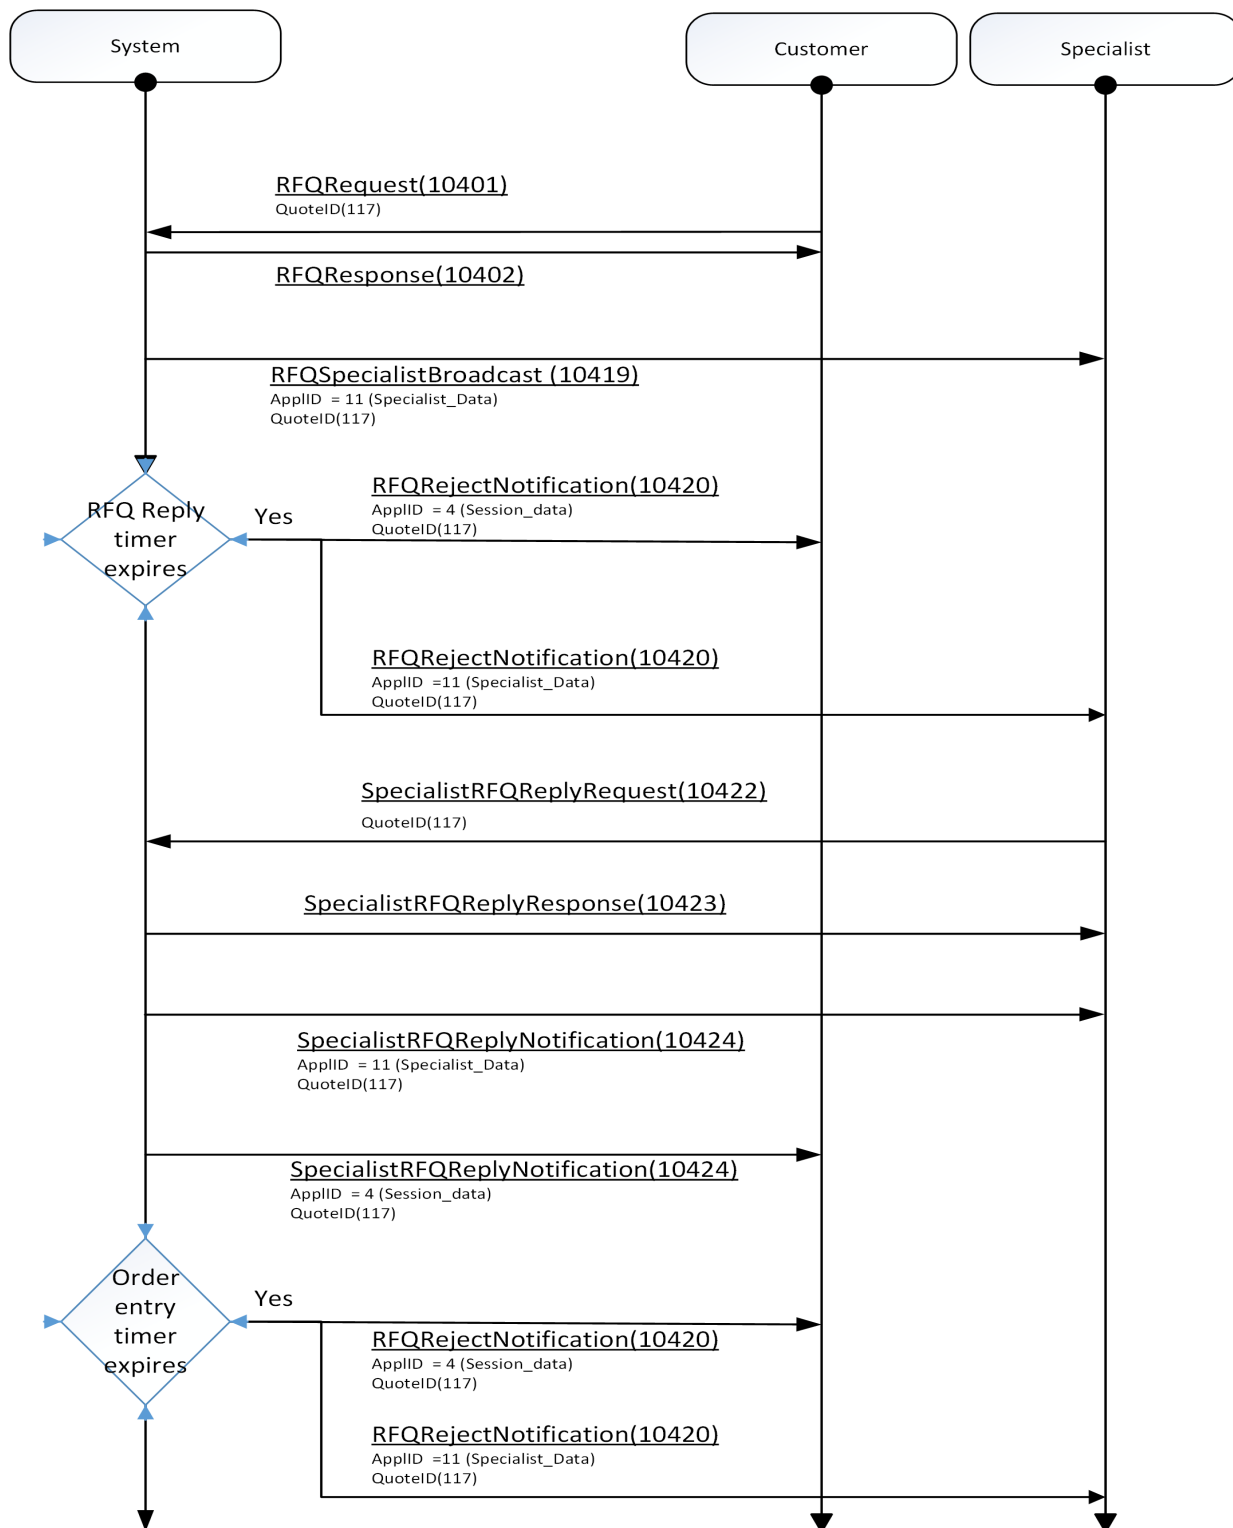 System
Customer
Specialist
RFQRequest(10401)
QuoteID(117)
RFQResponse(10402)
RFQSpecialistBroadcast (10419)
ApplID = 11 (Specialist_Data)
QuoteID(117)
RFQ Reply
timer
expires
Yes
RFQRejectNotification(10420)
ApplID = 4 (Session_data)
QuoteID(117)
RFQRejectNotification(10420)
ApplID =11 (Specialist_Data)
QuoteID(117)
SpecialistRFQReplyRequest(10422)
QuoteID(117)
SpecialistRFQReplyResponse(10423)
SpecialistRFQReplyNotification(10424)
ApplID = 11 (Specialist_Data)
QuoteID(117)
SpecialistRFQReplyNotification(10424)
ApplID = 4 (Session_data)
QuoteID(117)
Order
entry
timer
expires
Yes
RFQRejectNotification(10420)
ApplID = 4 (Session_data)
QuoteID(117)
RFQRejectNotification(10420)
ApplID =11 (Specialist_Data)
QuoteID(117)